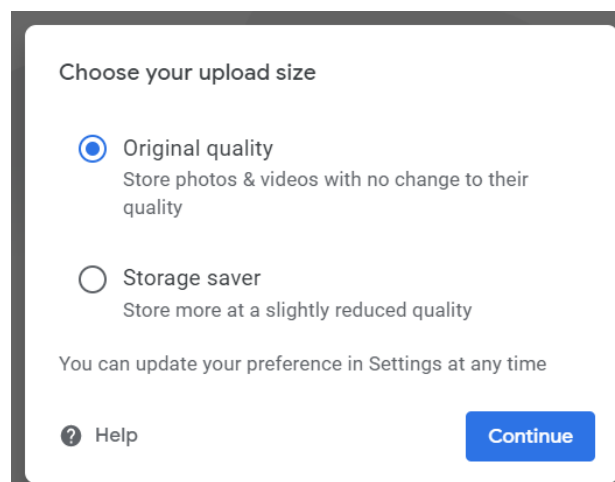 Choose your upload size
Original quality
Store photos & videos with no change to their
quality
Storage saver
Store more at a slightly reduced quality
You can update your preference in Settings at any time
Help
Continue